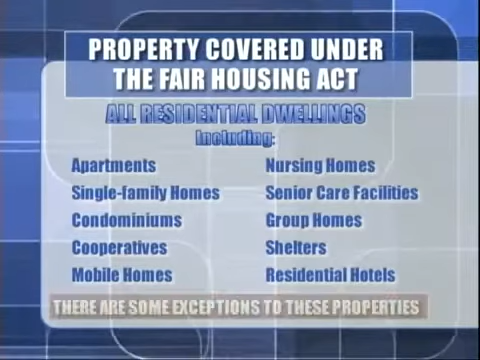 PROPERTY COVERED UNDER
THE FAIR HOUSING ACT
ALL RESIDENTIAL DWELLINGS
Including:
Apartments
Single-family Homes
Condominiums
Cooperatives
Mobile Homes
Nursing Homes
Senior Care Facilities
Group Homes
Shelters
Residential Hotels
THERE ARE SOME EXCEPTIONS TO THESE PROPERTIES